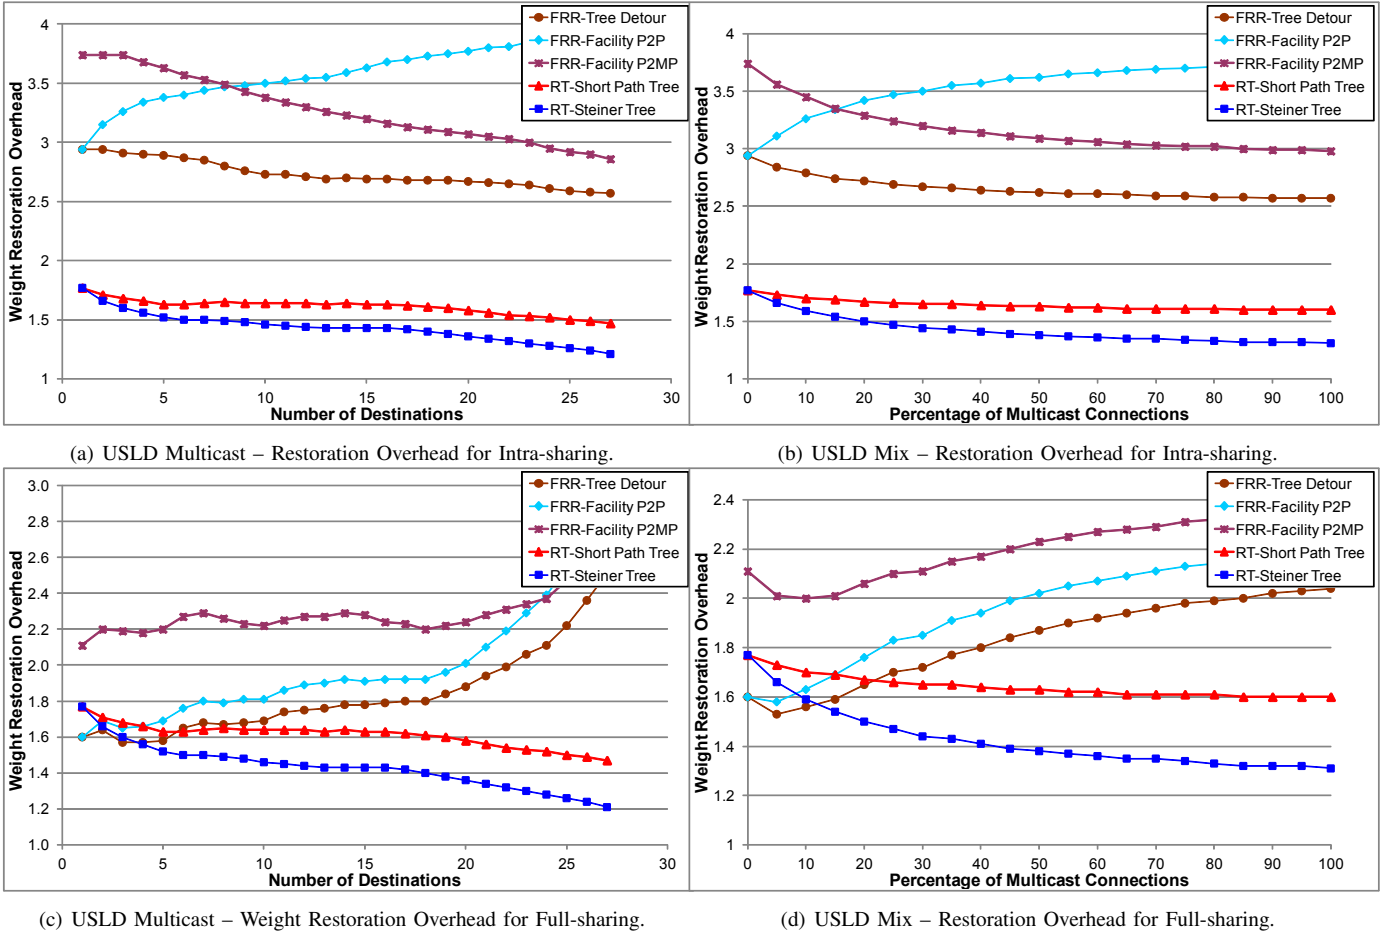 FRR-Tree Detour
FRR-Facility P2P
FRR-Facility P2MP
RT-Short Path Tree
RT-Steiner Tree
Weight Restoration Overhead
4
3.5
3
2.5
2
1.5
1
0 5 10 15 20 25 30
Number of Destinations
(a) USLD Multicast – Restoration Overhead for Intra-sharing.
FRR-Tree Detour
FRR-Facility P2P
FRR-Facility P2MP
RT-Short Path Tree
RT-Steiner Tree
Weight Restoration Overhead
4
3.5
3
2.5
2
1.5
1
0 10 20 30 40 50 60 70 80 90 100
Percentage of Multicast Connections
(b) USLD Mix – Restoration Overhead for Intra-sharing.
FRR-Tree Detour
FRR-Facility P2P
FRR-Facility P2MP
RT-Short Path Tree
RT-Steiner Tree
Weight Restoration Overhead
3.0
2.8
2.6
2.4
2.2
2.0
1.8
1.6
1.4
1.2
1.0
0 5 10 15 20 25 30
Number of Destinations
(c) USLD Multicast – Weight Restoration Overhead for Full-sharing.
FRR-Tree Detour
FRR-Facility P2P
FRR-Facility P2MP
RT-Short Path Tree
RT-Steiner Tree
Weight Restoration Overhead
2.4
2.2
2
1.8
1.6
1.4
1.2
1
0 10 20 30 40 50 60 70 80 90 100
Percentage of Multicast Connections
(d) USLD Mix – Restoration Overhead for Full-sharing.